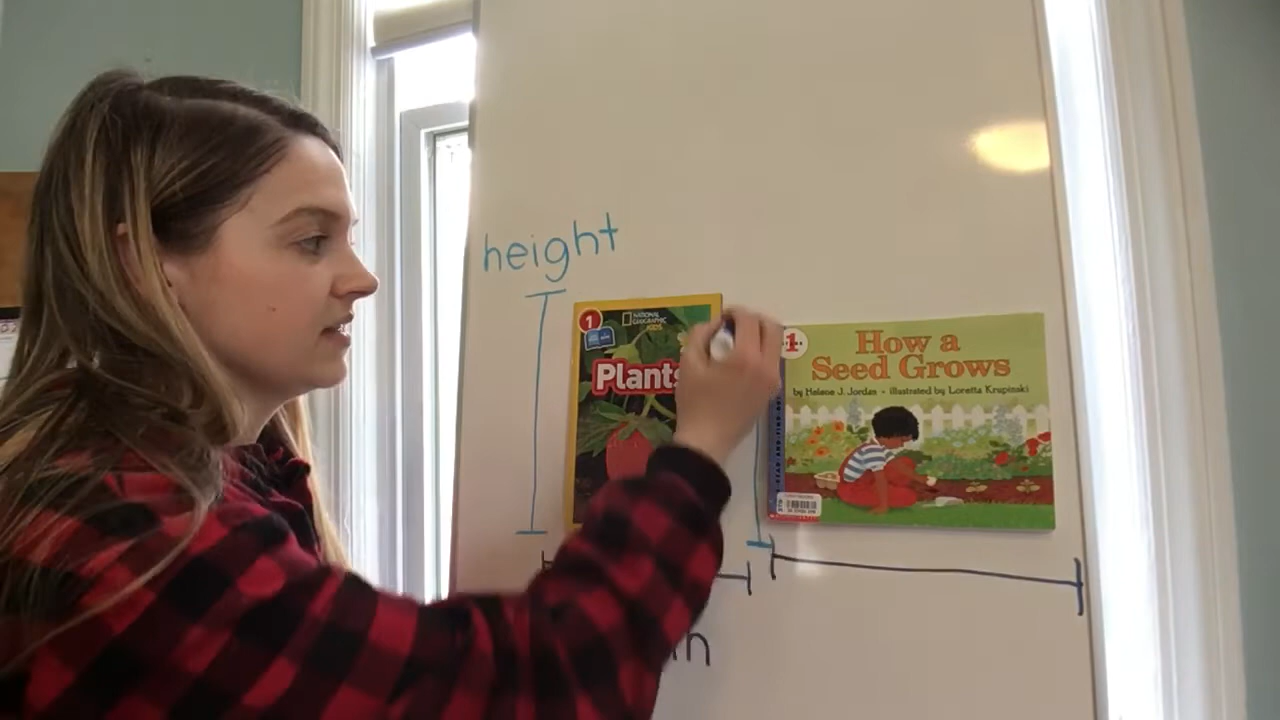 height
1
NATIONAL
GEOGRAPHIC
KIDS
Plants
1
How a
Seed Grows
by Helene J. Jordan • illustrated by Loretta Krupinski